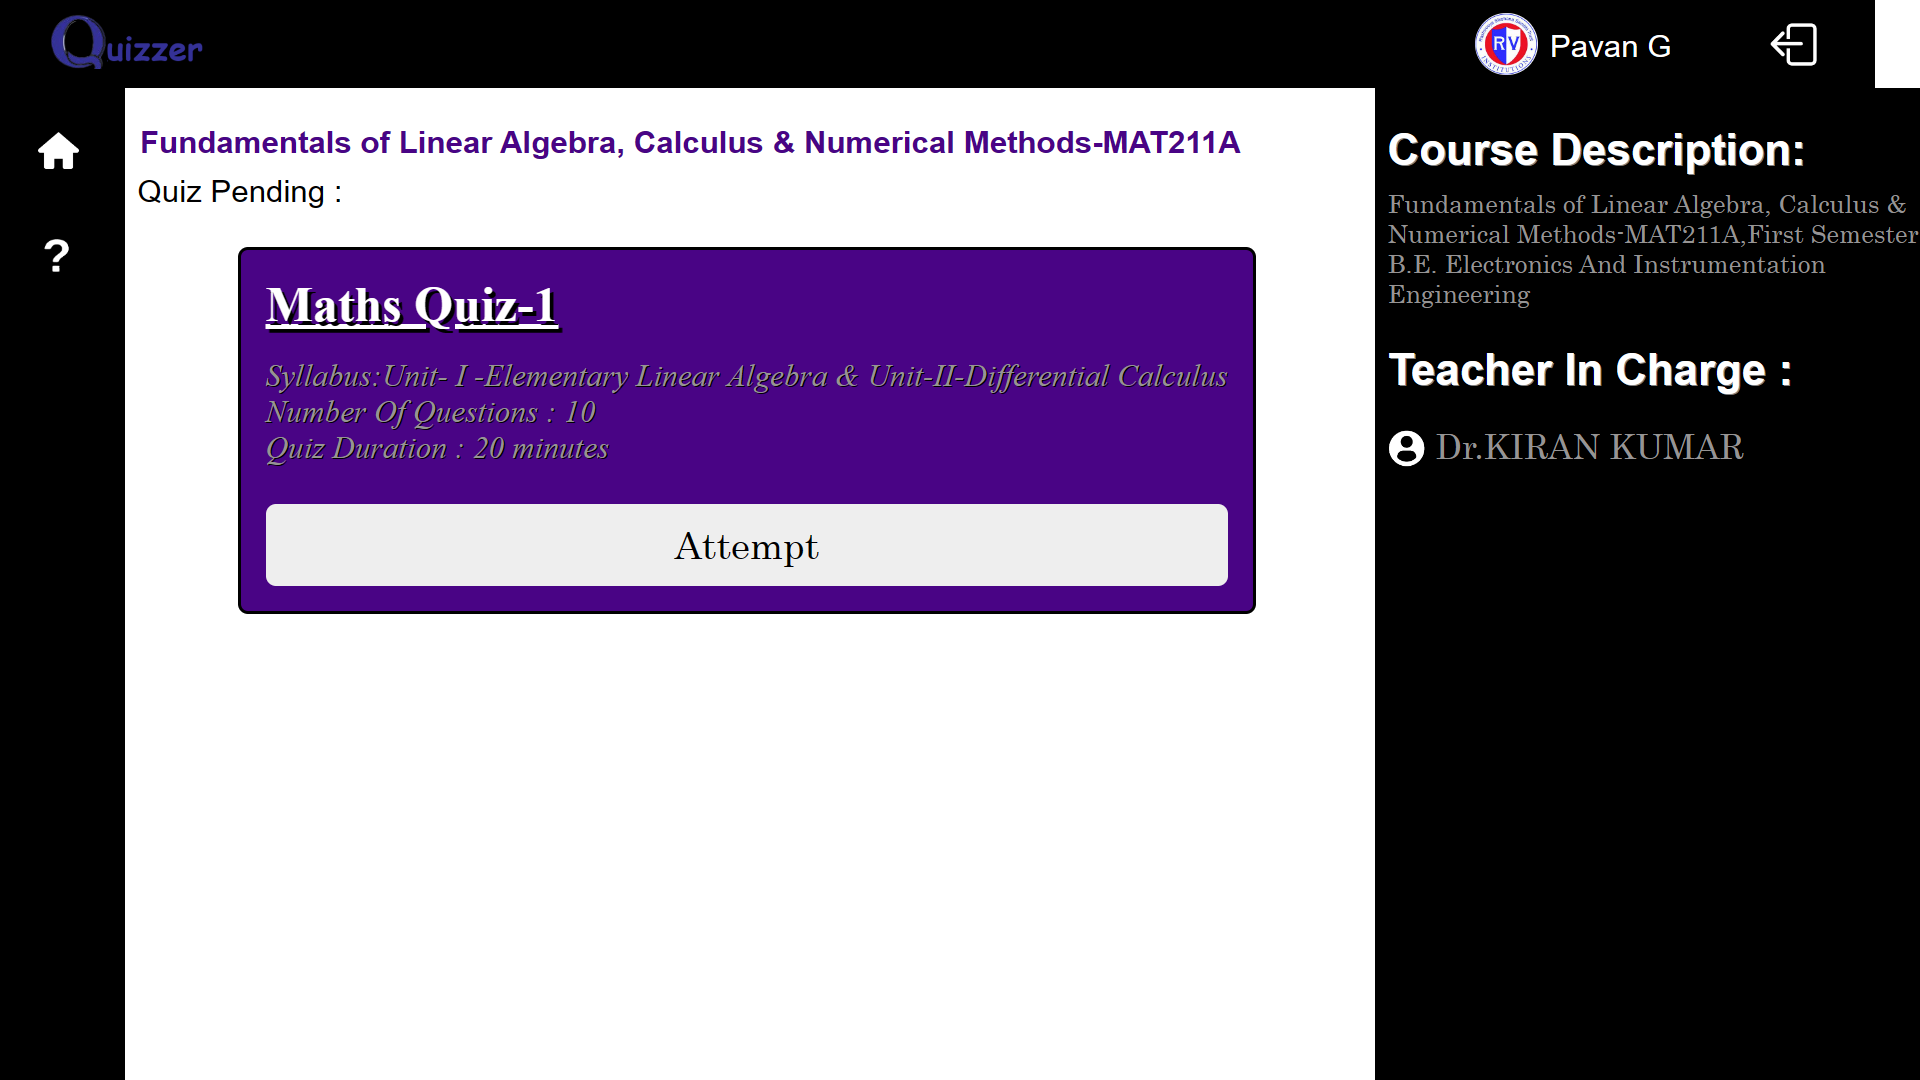 Quizzer
RV
INSTITUTIONS
Pavan G
Fundamentals of Linear Algebra, Calculus & Numerical Methods-MAT211A
Quiz Pending :
Maths Quiz-1
Syllabus:Unit- I -Elementary Linear Algebra & Unit-II-Differential Calculus
Number Of Questions : 10
Quiz Duration : 20 minutes
Attempt
Course Description:
Fundamentals of Linear Algebra, Calculus &
Numerical Methods-MAT211A,First Semester
B.E. Electronics And Instrumentation
Engineering
Teacher In Charge :
Dr.KIRAN KUMAR